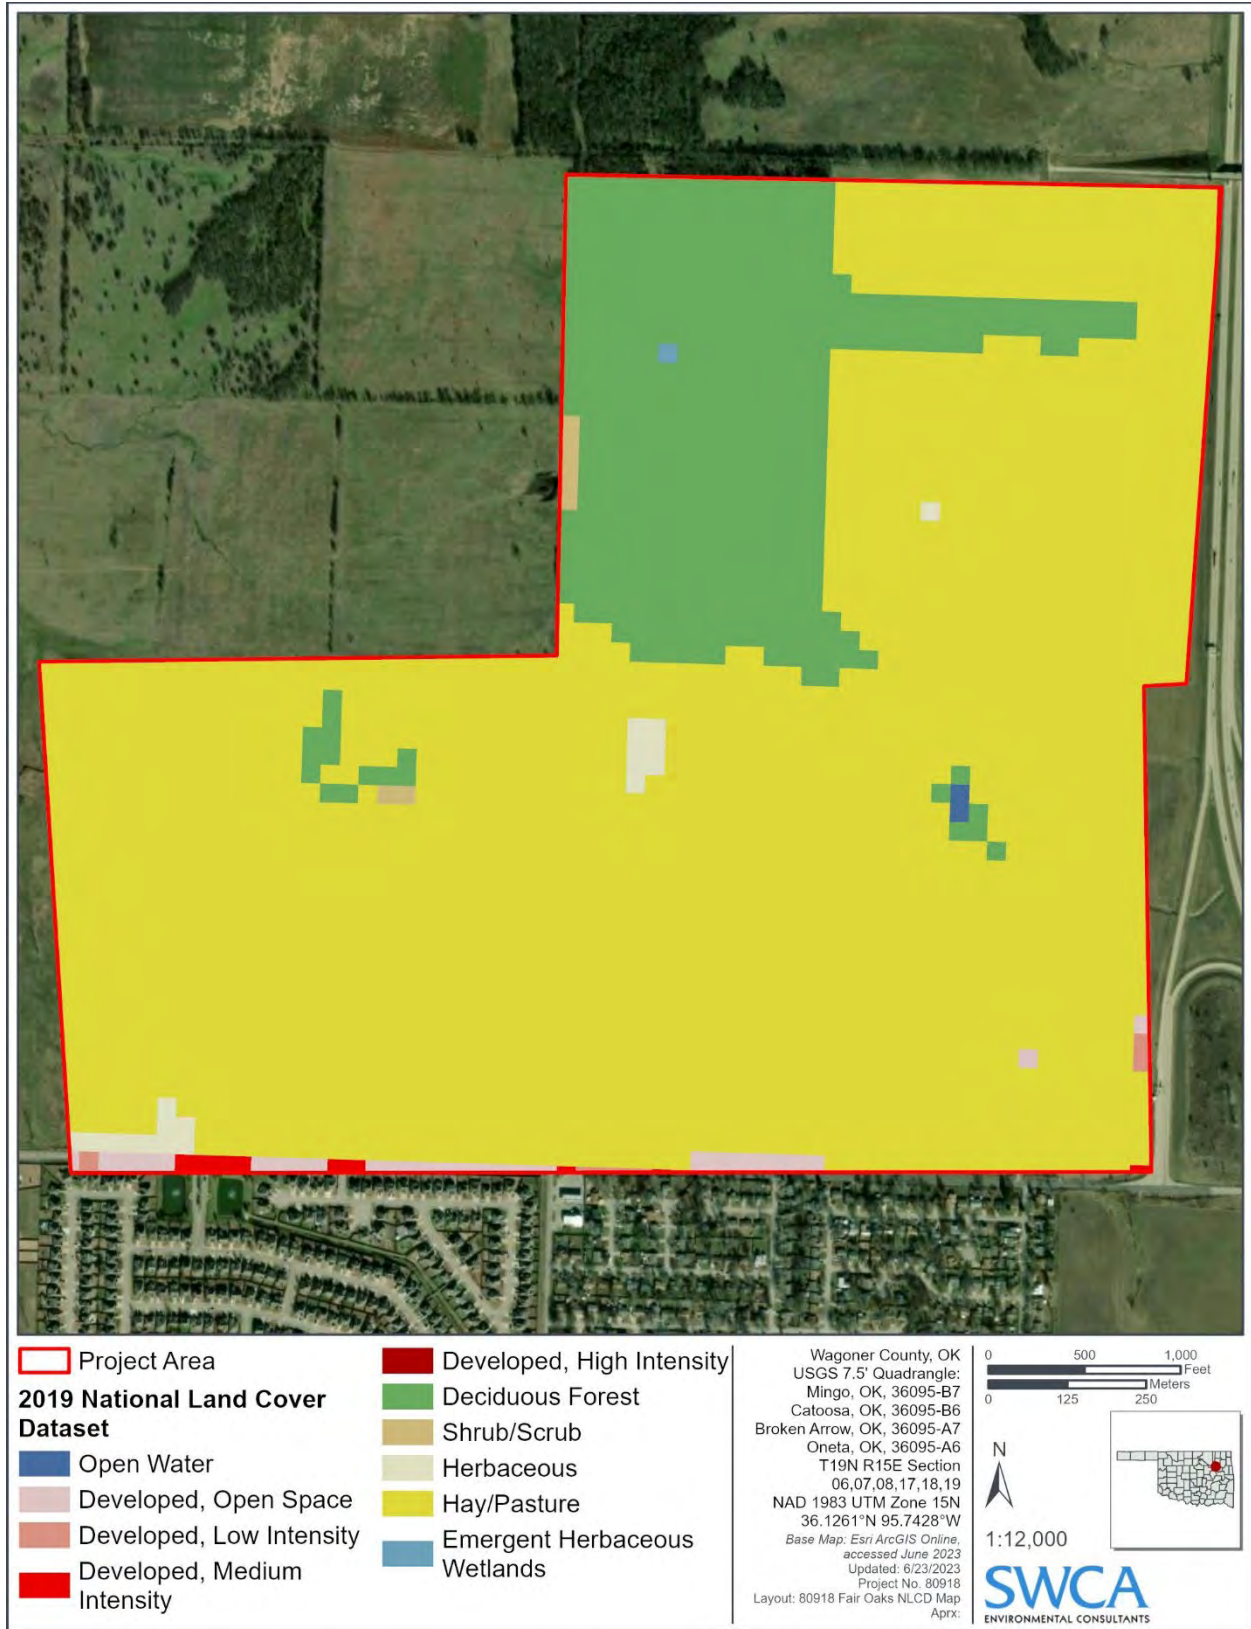 Project Area
2019 National Land Cover
Dataset
Open Water
Developed, Open Space
Developed, Low Intensity
Developed, Medium
Intensity
Developed, High Intensity
Deciduous Forest
Shrub/Scrub
Herbaceous
Hay/Pasture
Emergent Herbaceous
Wetlands
Wagoner County, OK
USGS 7.5' Quadrangle:
Mingo, OK, 36095-B7
Catoosa, OK, 36095-B6
Broken Arrow, OK, 36095-A7
Oneta, OK, 36095-A6
T19N R15E Section
06,07,08,17,18,19
NAD 1983 UTM Zone 15N
36.1261°N 95.7428°W
Base Map: Esri ArcGIS Online,
accessed June 2023
Updated: 6/23/2023
Project No. 80918
Layout: 80918 Fair Oaks NLCD Map
Aprx:
0 500 1,000
Feet
Meters
0 125 250
N
1:12,000
SWCA
ENVIRONMENTAL CONSULTANTS